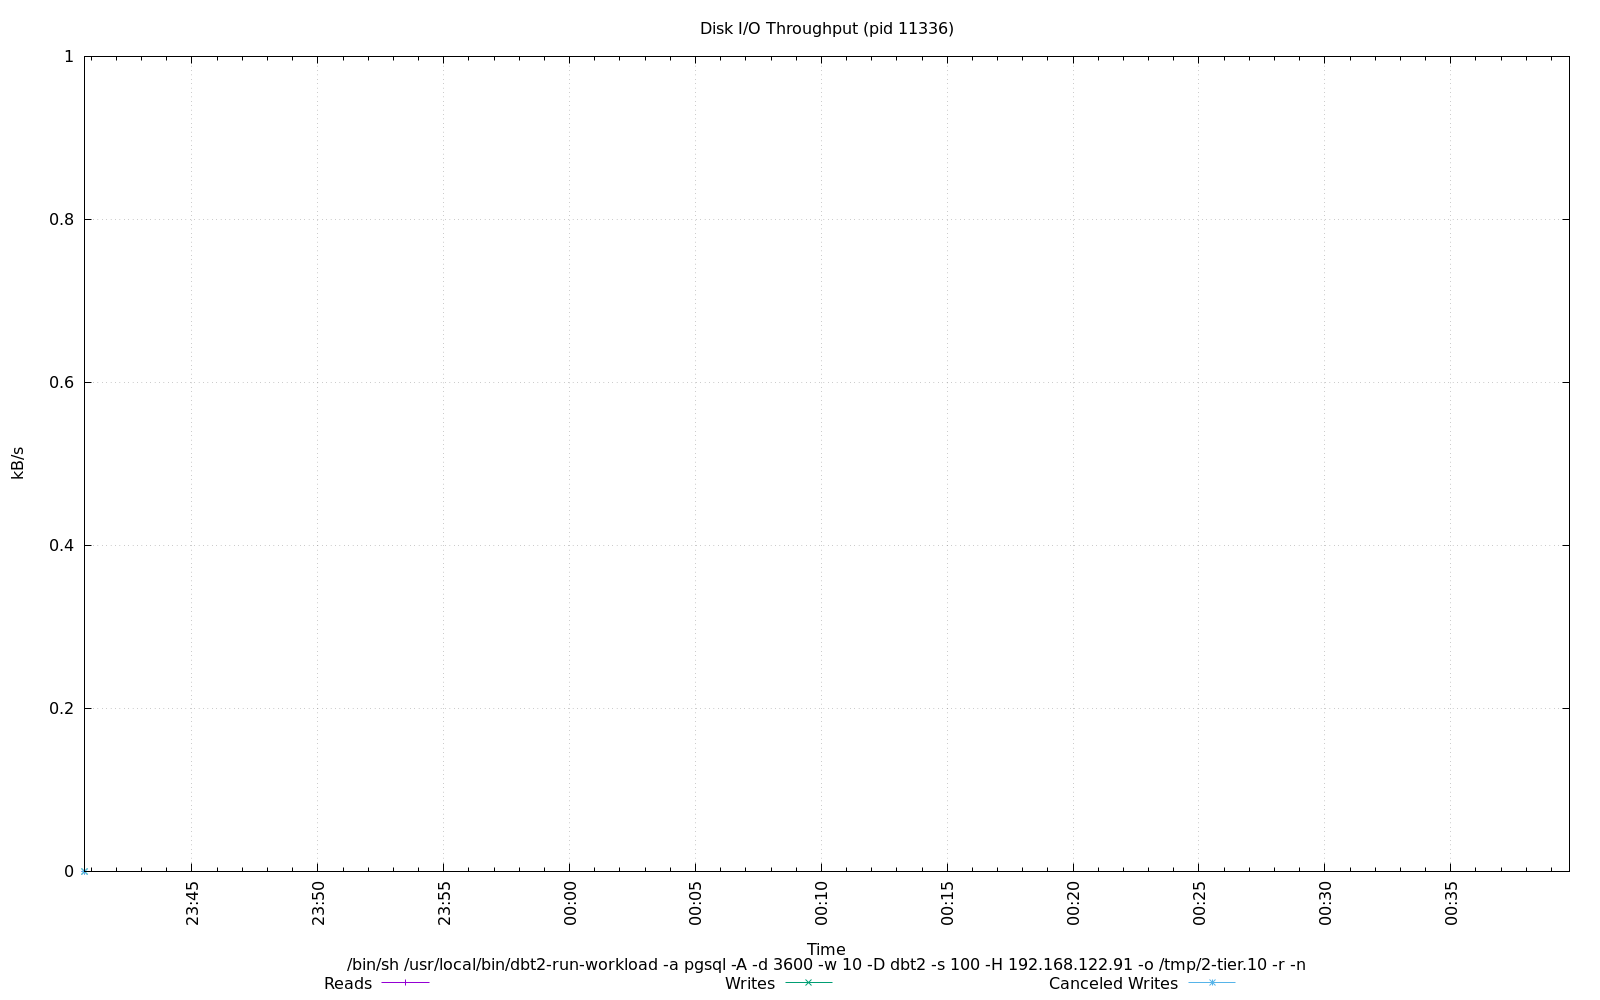 Disk I/O Throughput (pid 11336)
1
0.8
0.6
0.4
0.2
0
kB/s
23:45
23:50
23:55
00:00
00:05
00:10
00:15
00:20
00:25
00:30
00:35
Time
/bin/sh /usr/local/bin/dbt2-run-workload -a pgsql -A -d 3600 -w 10 -D dbt2 -s 100 -H 192.168.122.91 -o /tmp/2-tier.10 -r -n
Reads
Writes
Canceled Writes